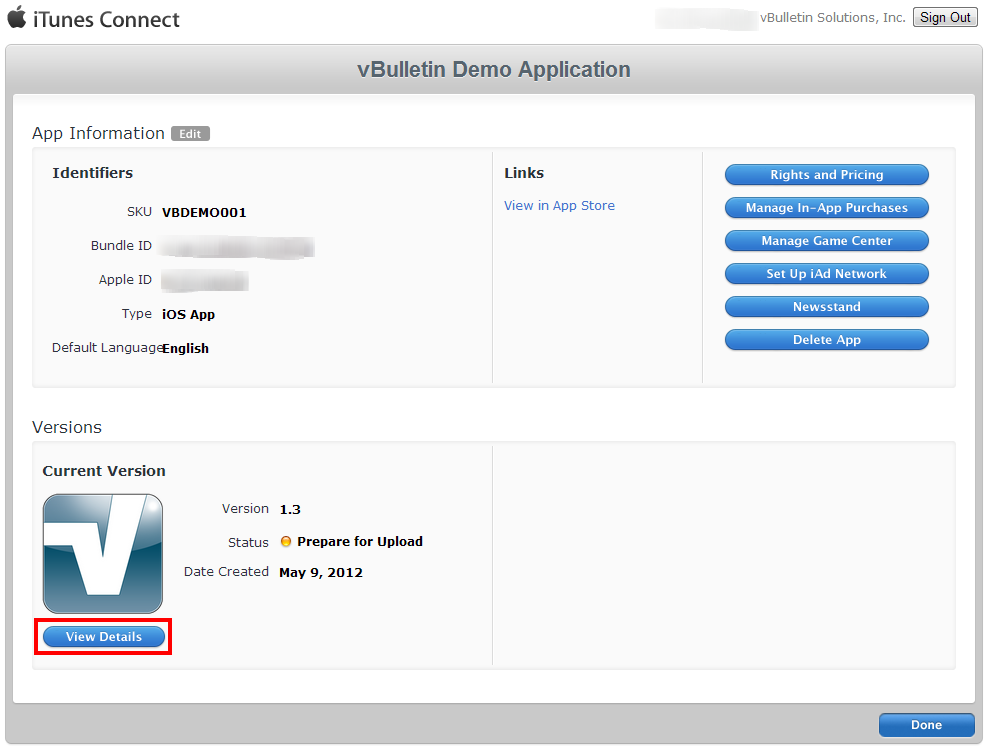 iTunes Connect
vBulletin Solutions, Inc. Sign Out
vBulletin Demo Application
App Information Edit
Identifiers
SKU VBDEMO001
Bundle ID
Apple ID
Type iOS App
Default Language English
Links
View in App Store
Rights and Pricing
Manage In-App Purchases
Manage Game Center
Set Up iAd Network
Newsstand
Delete App
Versions
Current Version
Version 1.3
Status Prepare for Upload
Date Created May 9, 2012
View Details
Done